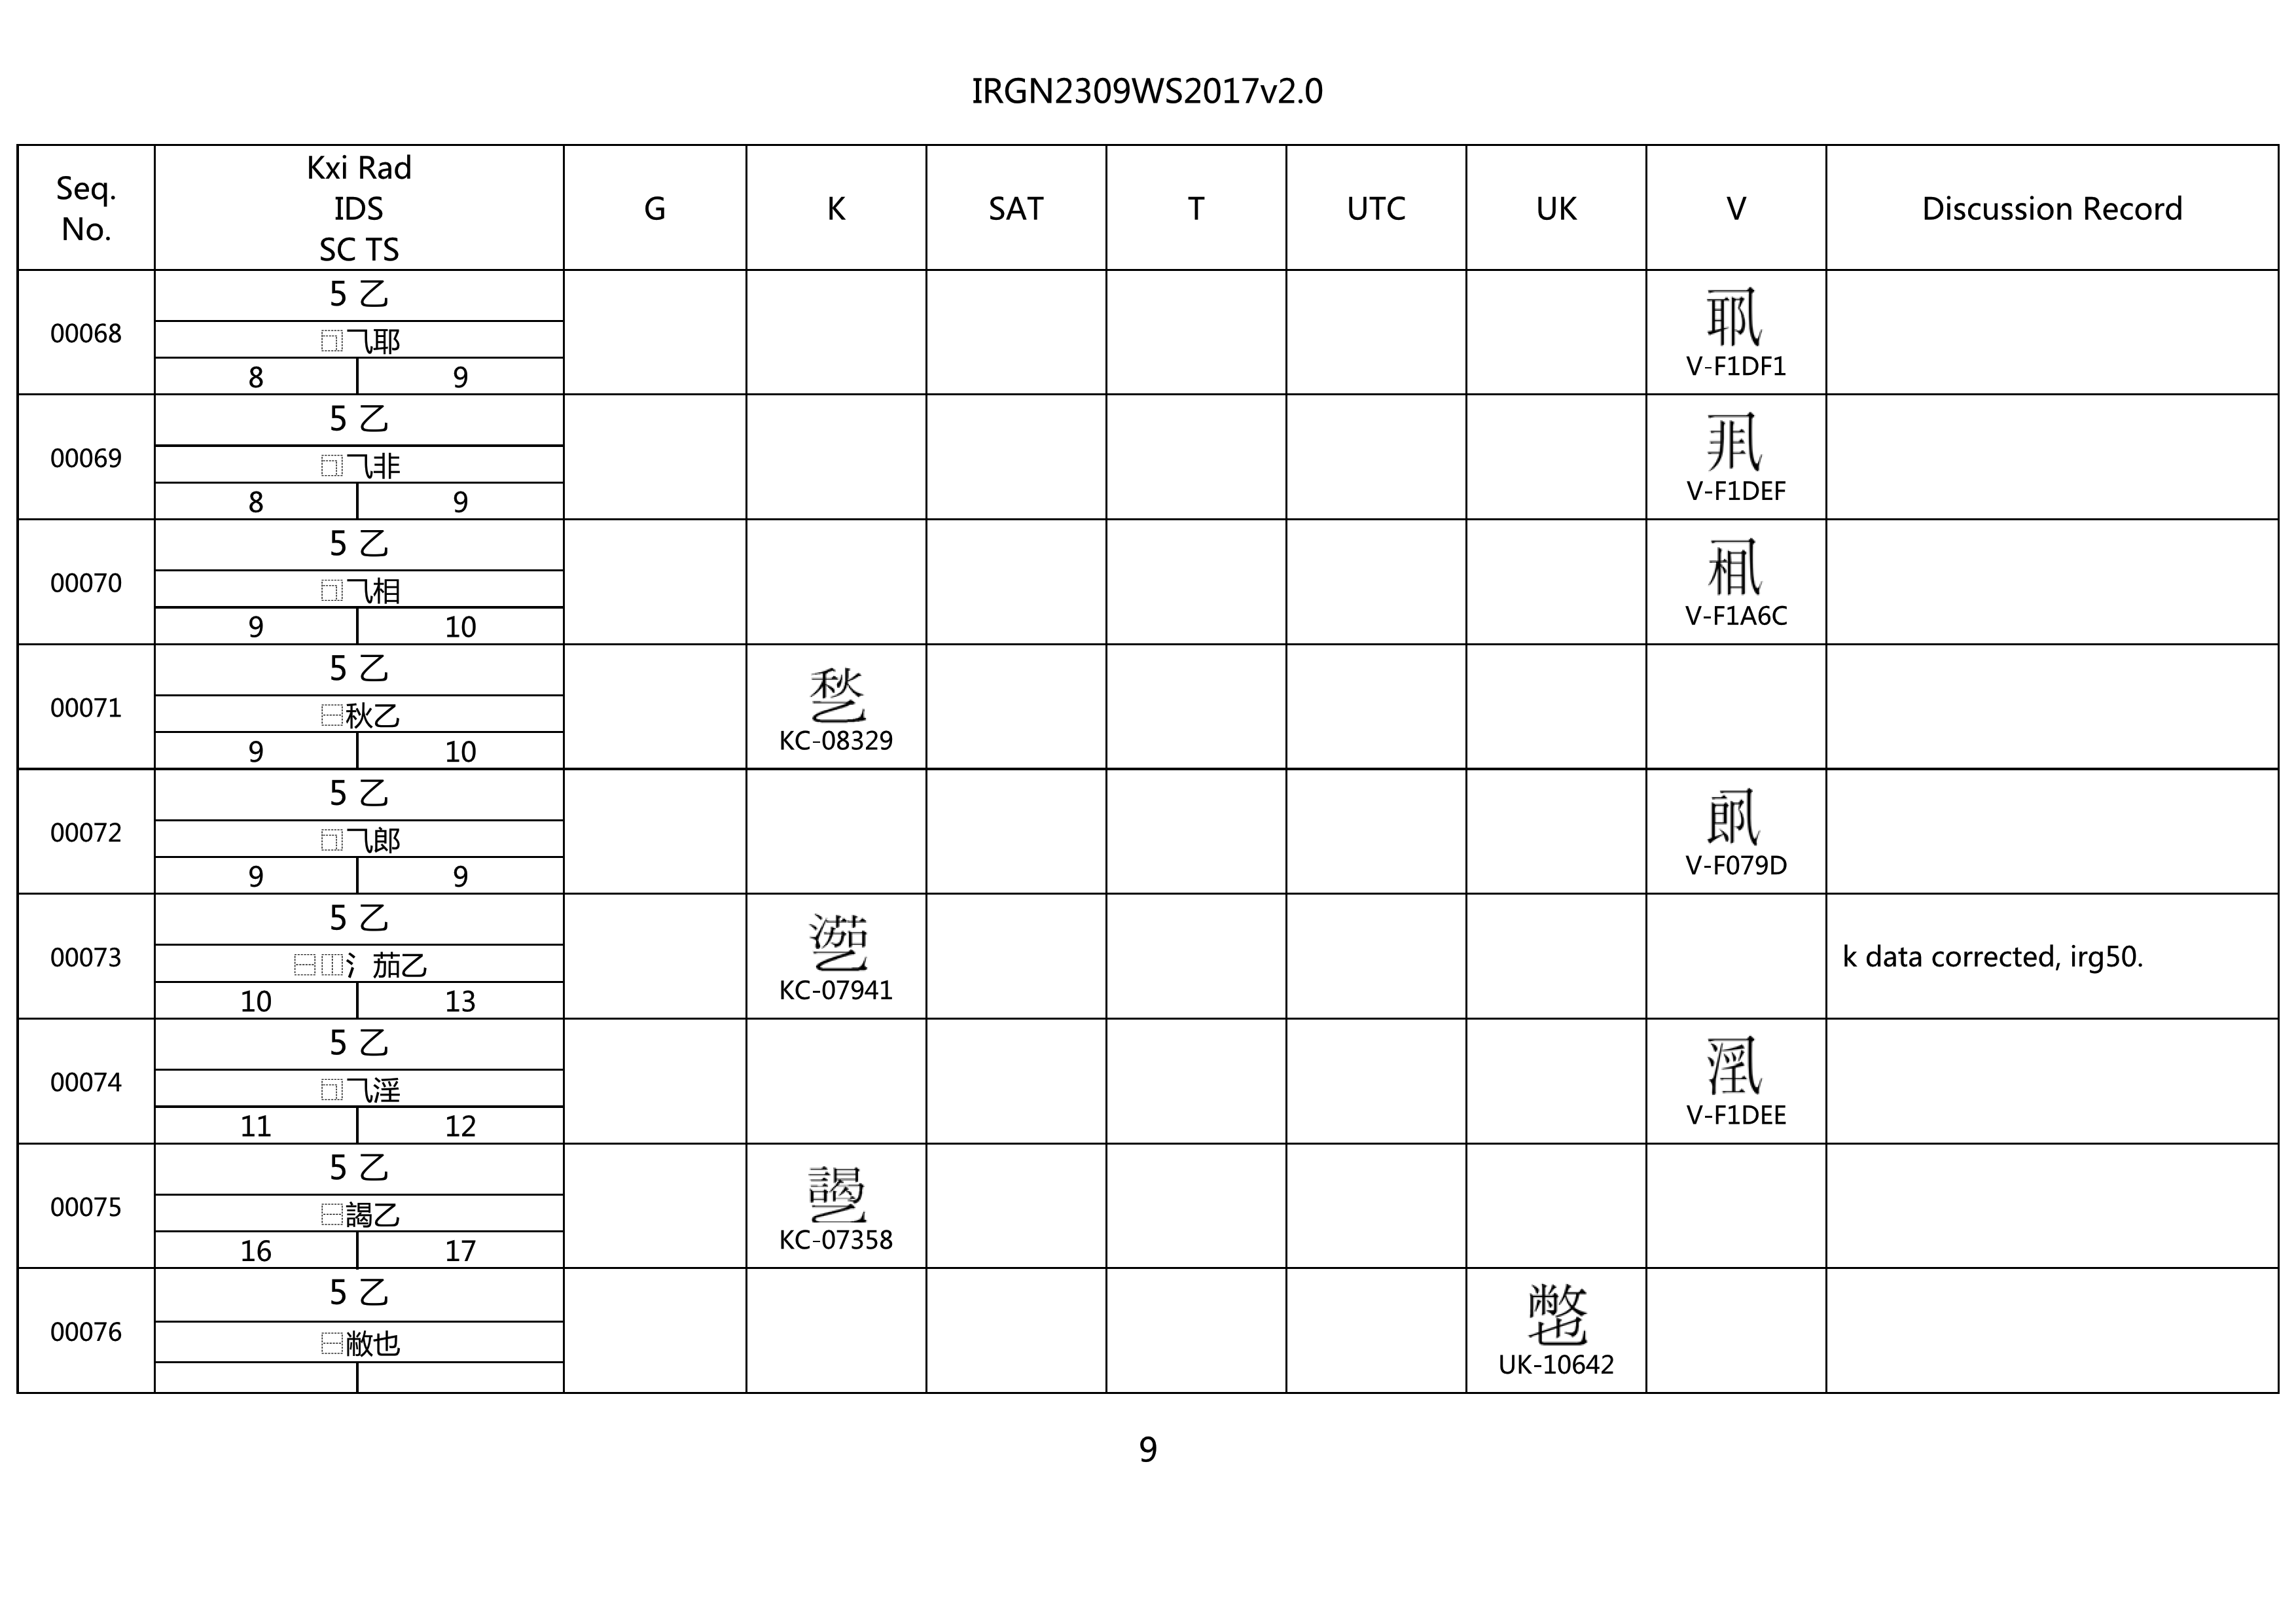 IRGN2309WS2017v2.0
Seq. No.
Kxi Rad
IDS
SC TS
G
K
SAT
T
UTC
UK
V
Discussion Record
00068
5 乙
⿹⺄耶
8 9
V-F1DF1
00069
5 乙
⿹⺄非
8 9
V-F1DEF
00070
5 乙
⿹⺄相
9 10
V-F1A6C
00071
5 乙
⿱秋乙
9 10
KC-08329
00072
5 乙
⿹⺄郎
9 9
V-F079D
00073
5 乙
⿱⿰氵茄乙
10 13
KC-07941
k data corrected, irg50.
00074
5 乙
⿹⺄淫
11 12
V-F1DEE
00075
5 乙
⿱謁乙
16 17
KC-07358
00076
5 乙
⿱敝也
UK-10642
9